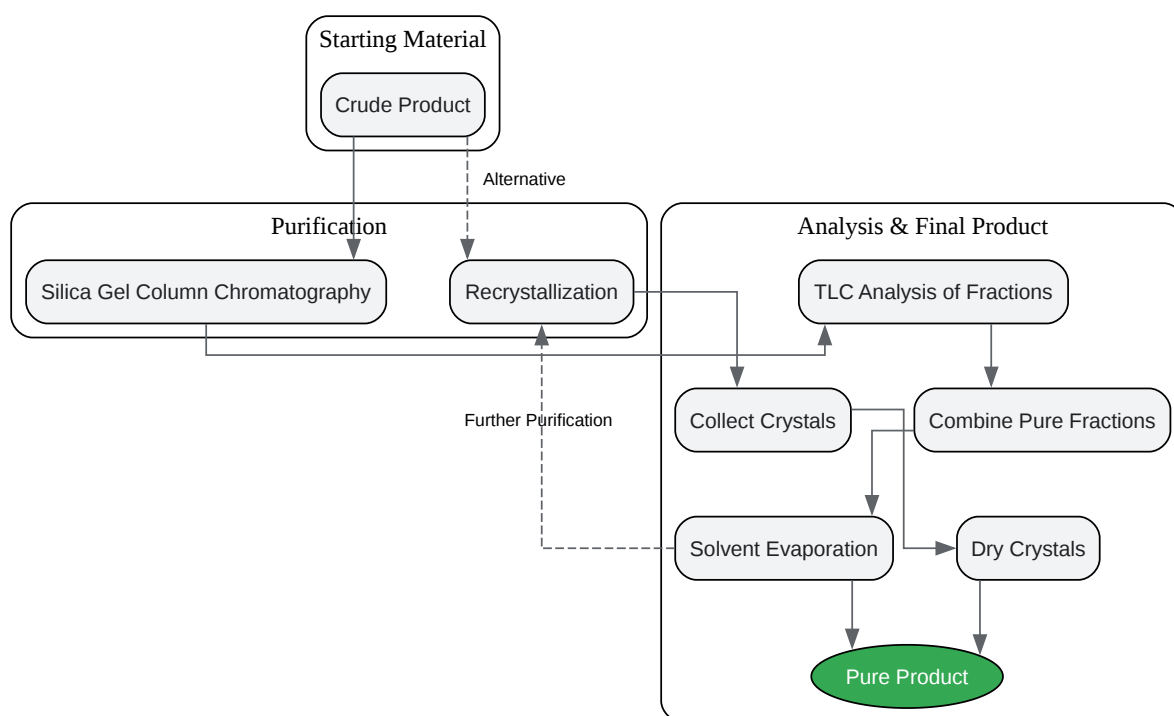 Starting Material
Crude Product
Alternative
Purification
Analysis & Final Product
Silica Gel Column Chromatography
Recrystallization
TLC Analysis of Fractions
Further Purification
Collect Crystals
Combine Pure Fractions
Solvent Evaporation
Dry Crystals
Pure Product